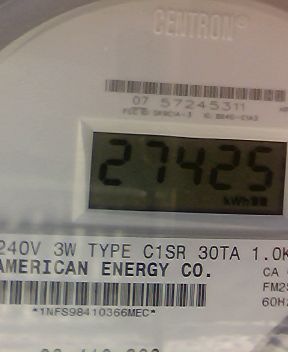 CENTRON®
07 57245311
27425
kWh
240V 3W TYPE C1SR 30TA 1.0K
AMERICAN ENERGY CO.
CA
FM2S
60HZ
*1NFS98410366MEC*